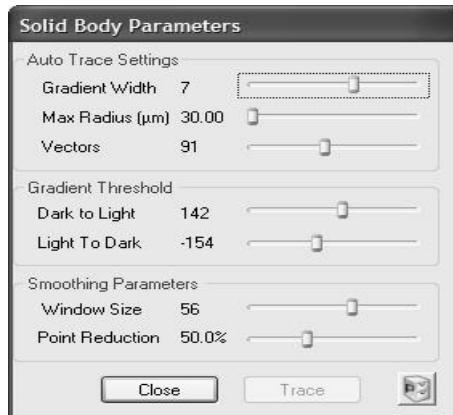 Solid Body Parameters
Auto Trace Settings
Gradient Width 7
Max Radius (µm) 30.00
Vectors 91
Gradient Threshold
Dark to Light 142
Light To Dark -154
Smoothing Parameters
Window Size 56
Point Reduction 50.0%
Close Trace